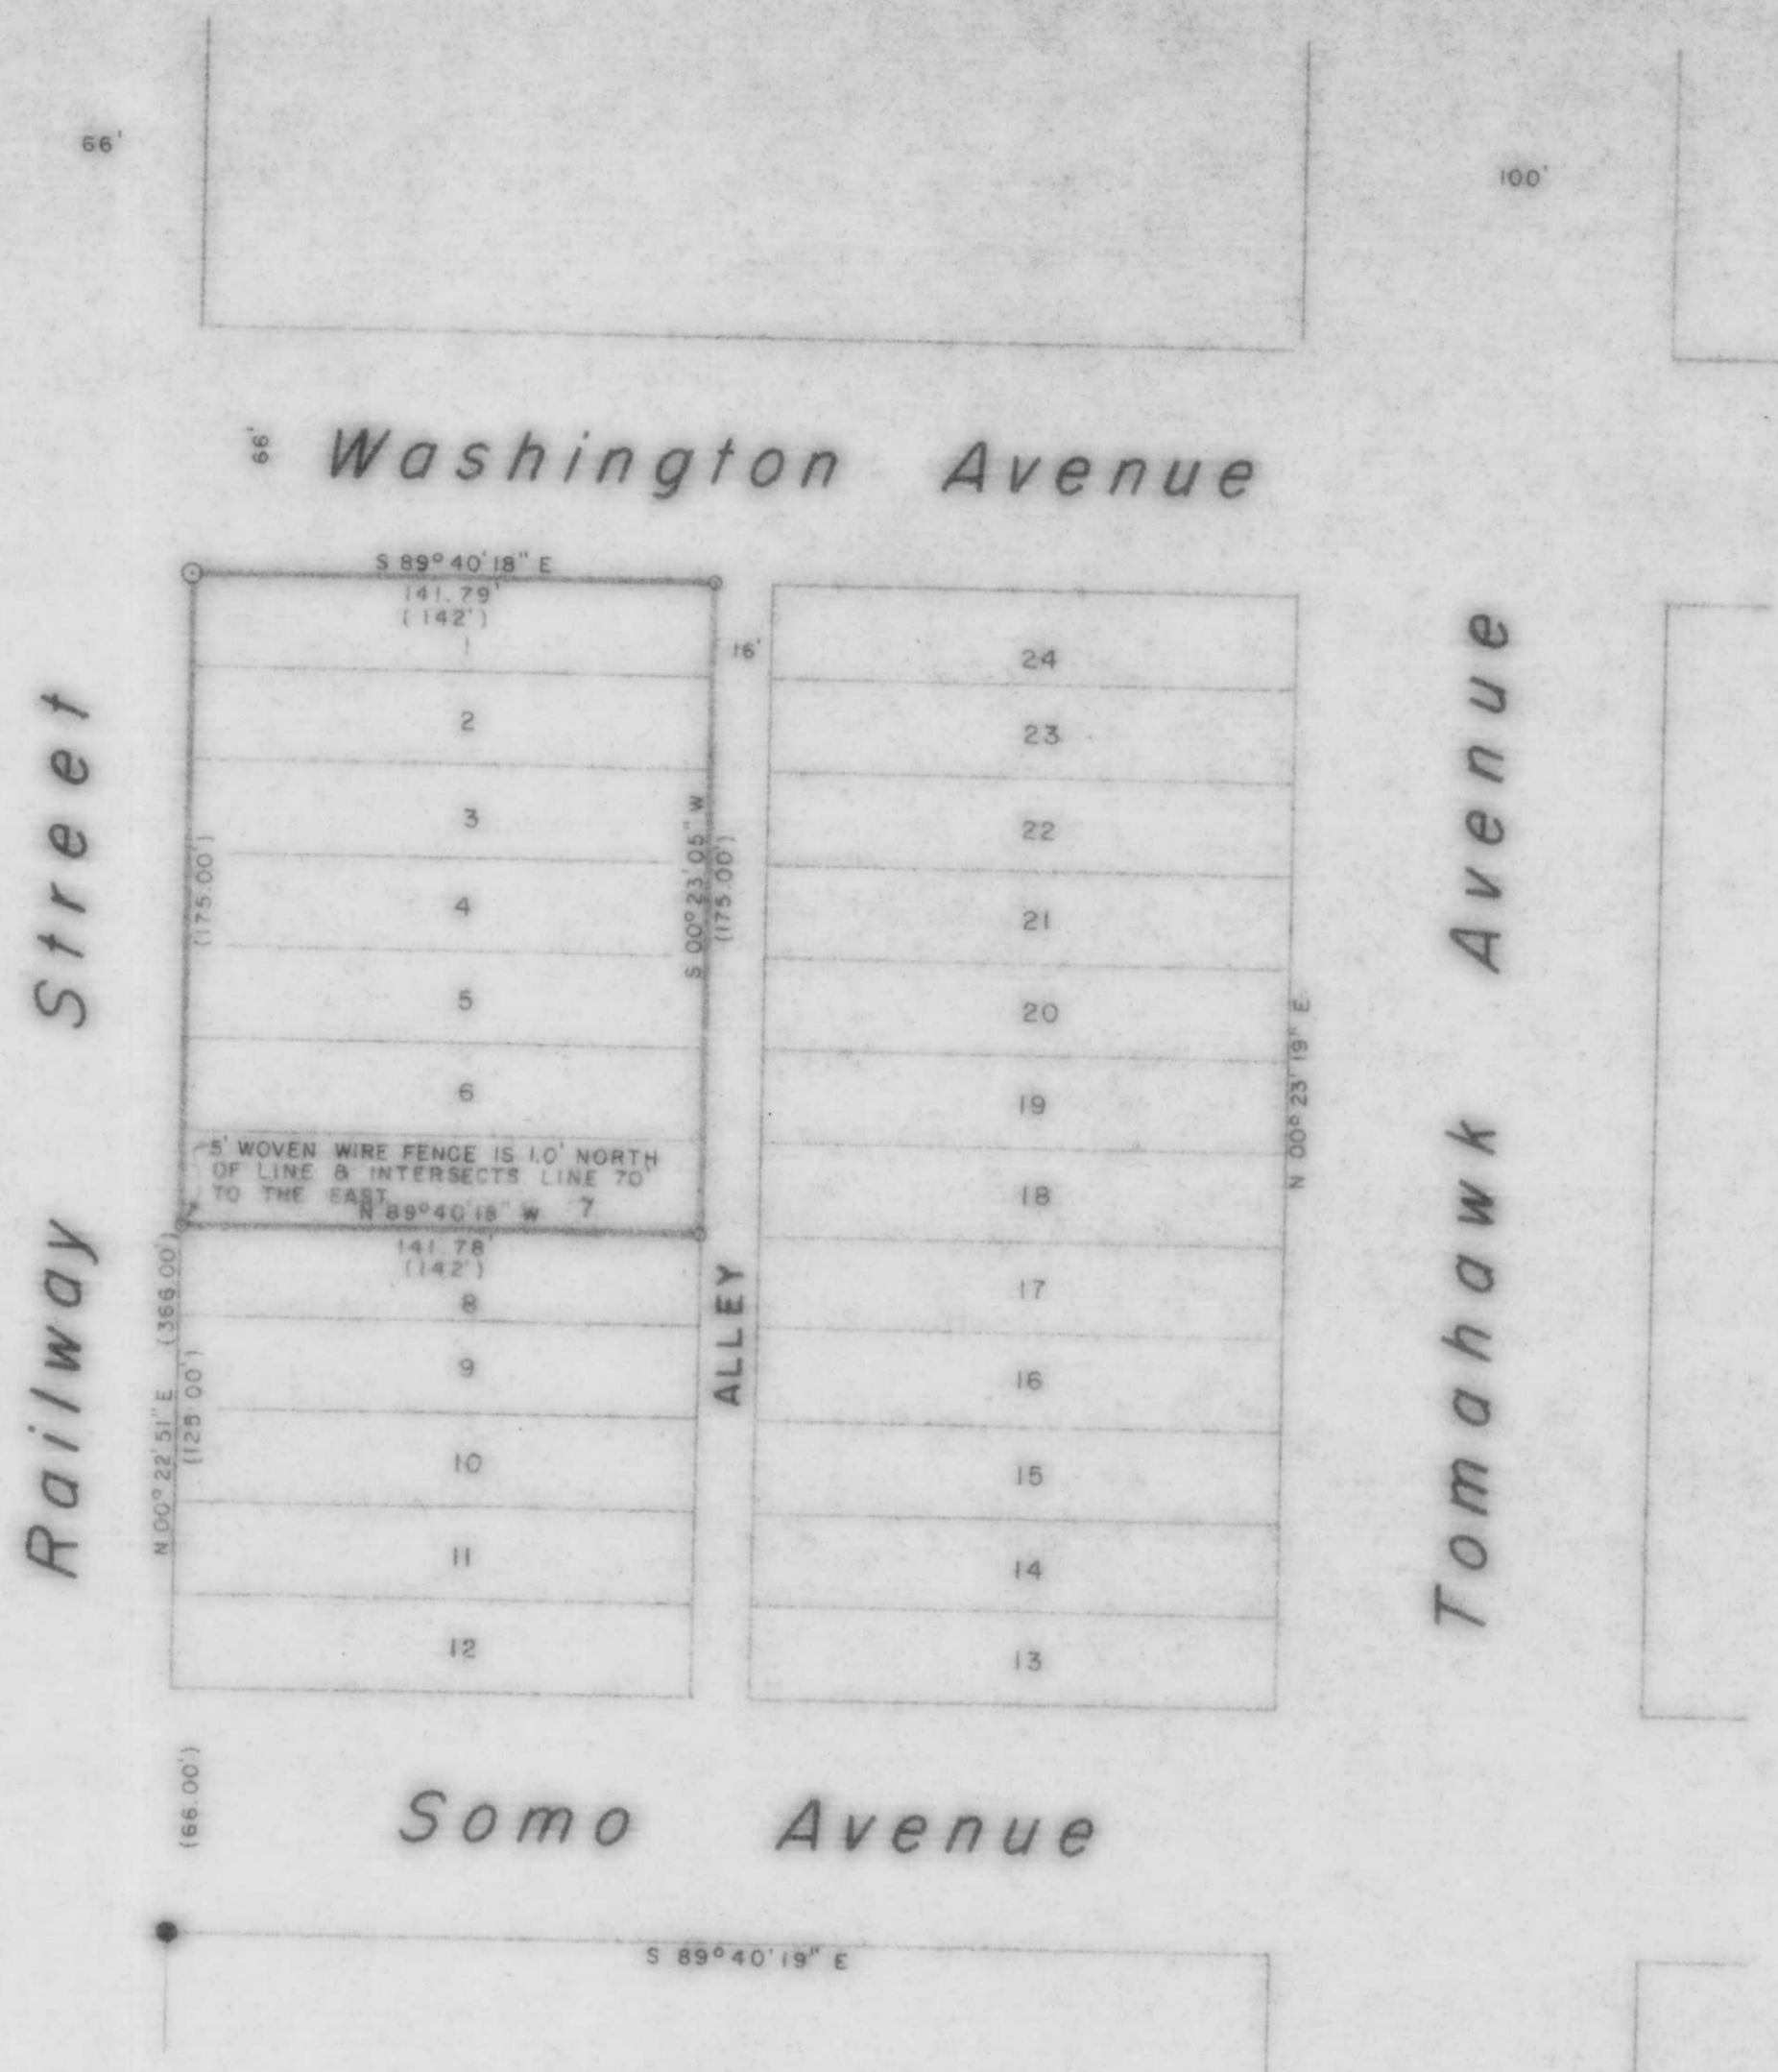 66'
100'
66'
Washington Avenue
S 89° 40' 18" E
141.79'
(142')
1
16'
24
2
23
3
22
4
21
5
20
6
19
(175.00')
S 00° 23' 05" W
(175.00')
N 00° 23' 19" E
5' WOVEN WIRE FENCE IS 1.0' NORTH
OF LINE & INTERSECTS LINE 70'
TO THE EAST
N 89° 40' 18" W
7
18
141.78'
(142')
8
17
9
16
10
15
11
14
12
13
ALLEY
N 00° 22' 51" E (366.00')
(125.00')
Railway Street
Tomahawk Avenue
(66.00')
Somo Avenue
S 89° 40' 19" E